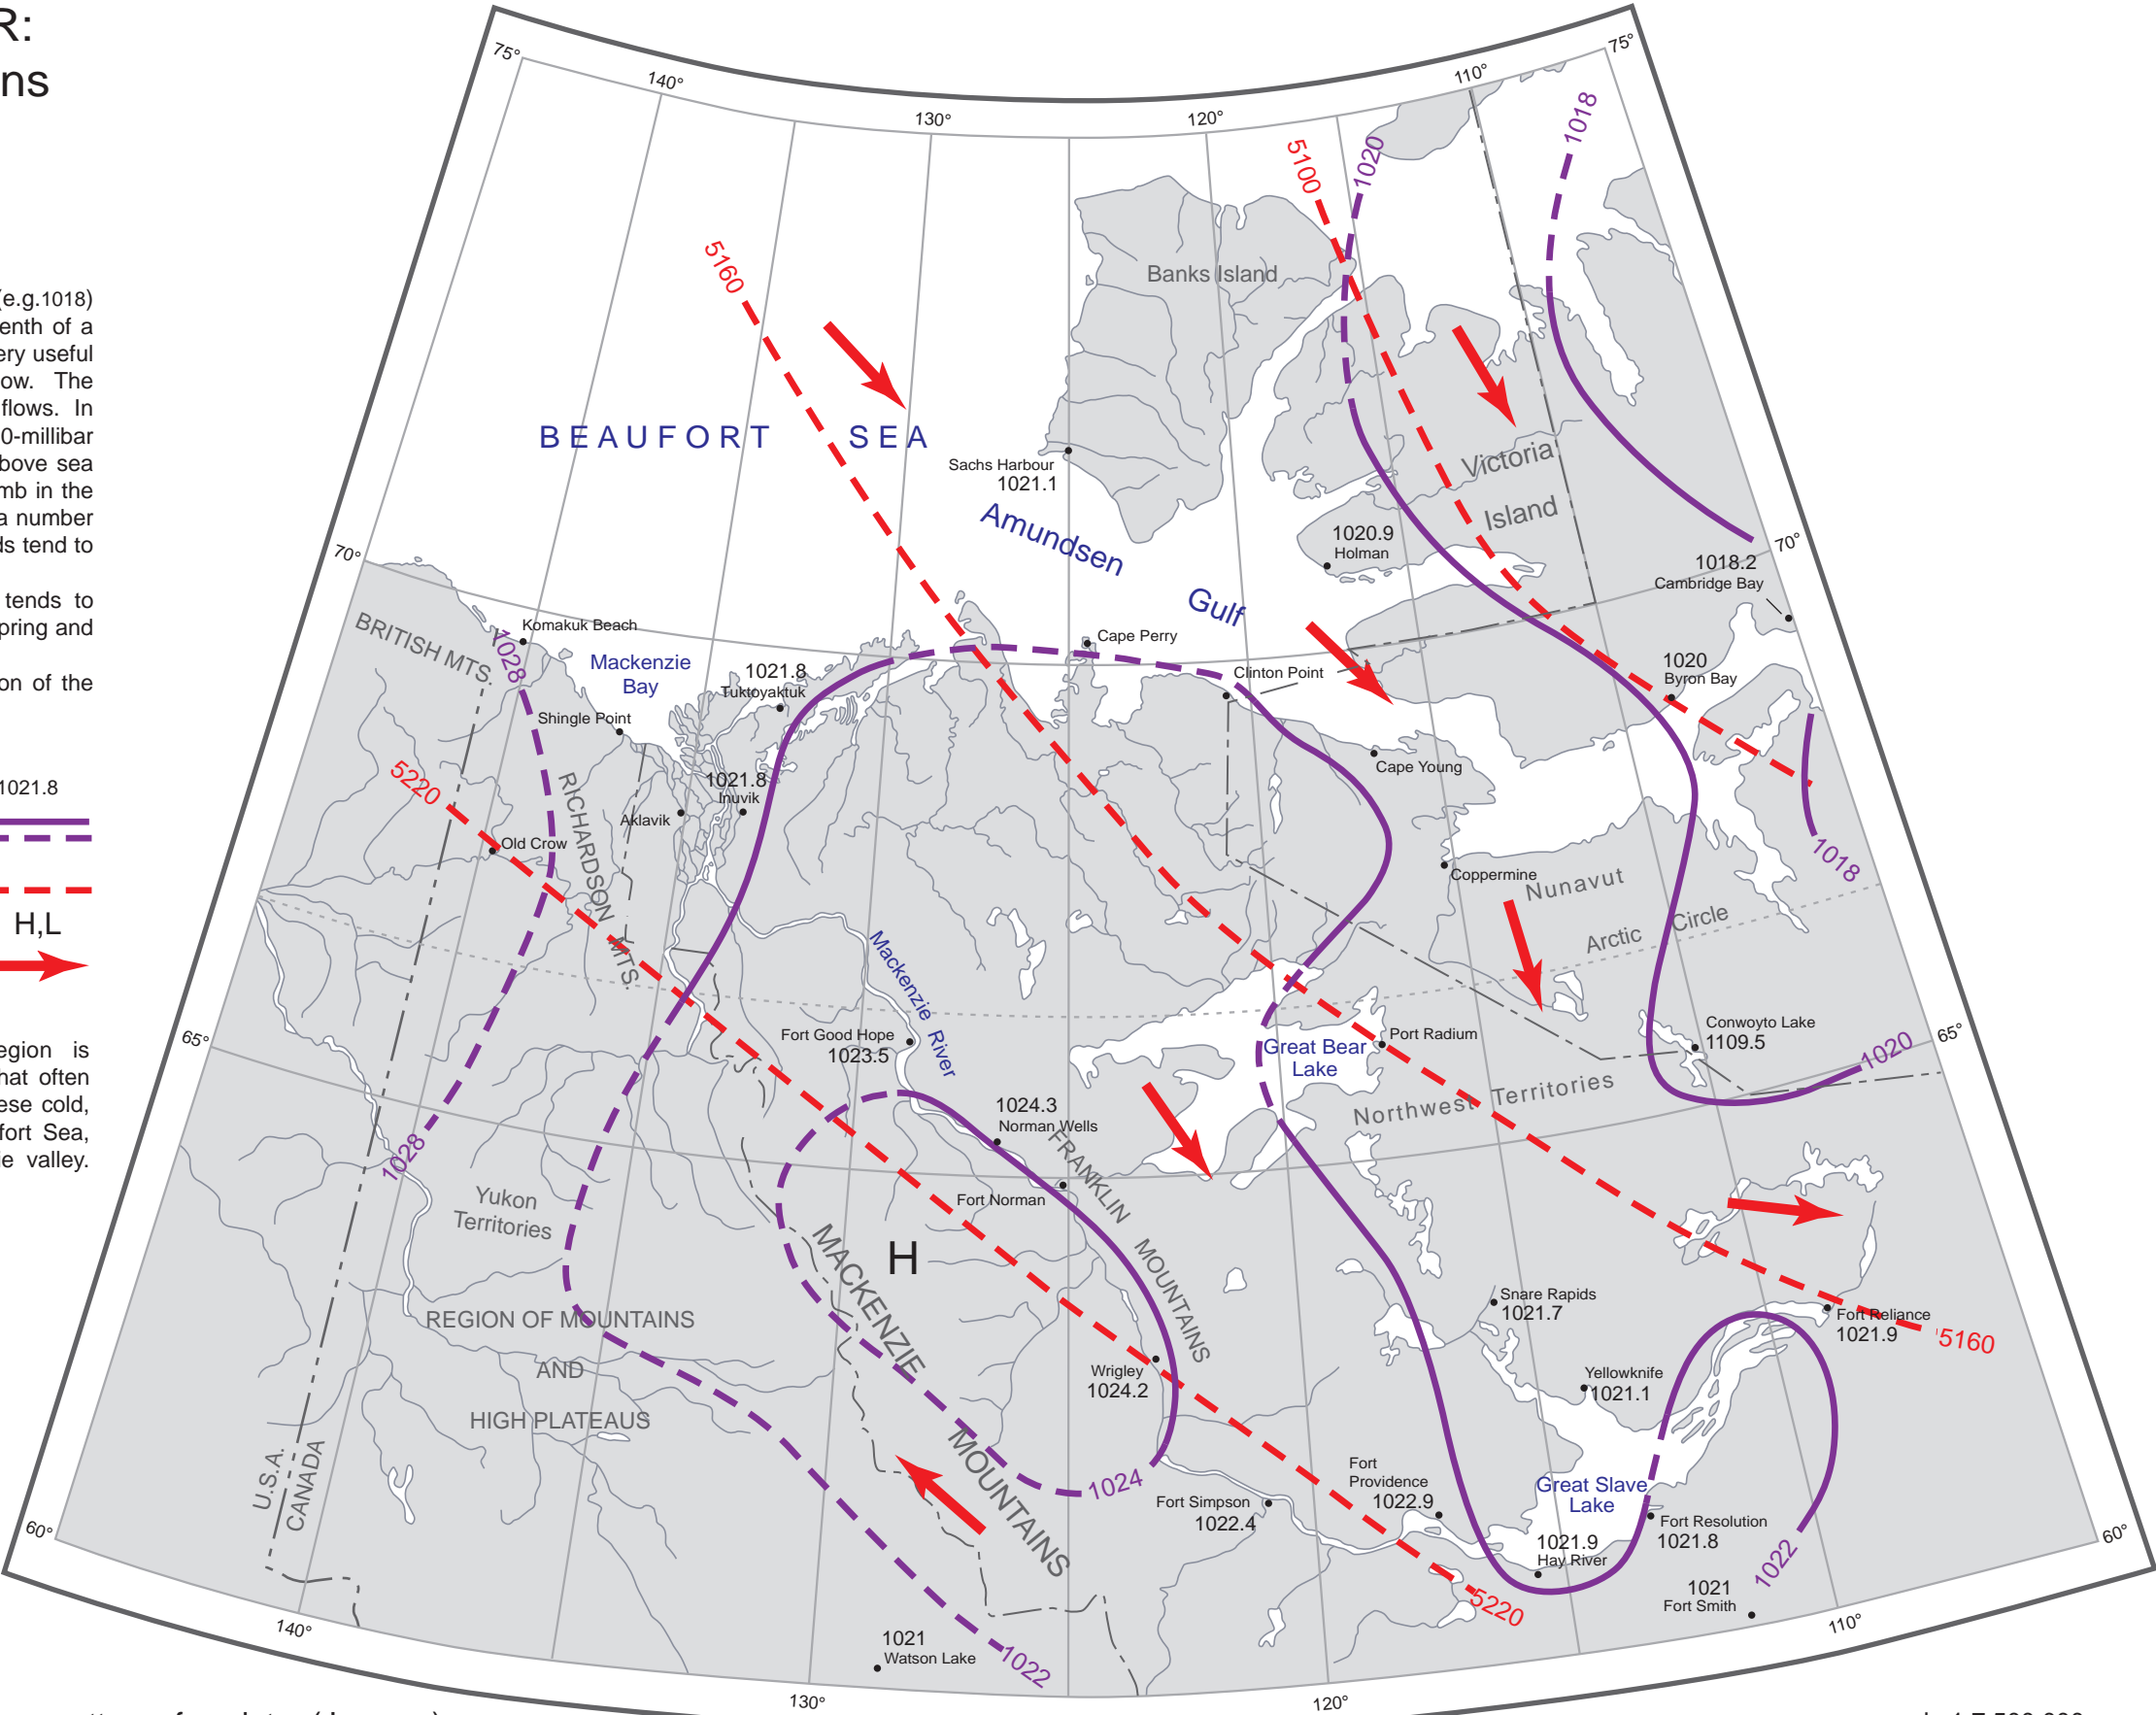 R:
ns
(e.g.1018)
enth of a
ery useful
ow. The
flows. In
0-millibar
bove sea
mb in the
a number
ds tend to
tends to
pring and
on of the
1021.8
H,L
egion is
hat often
ese cold,
fort Sea,
ie valley.
75°
140°
130°
120°
110°
75°
5160
5100
1020
1018
Banks Island
BEAUFORT SEA
Sachs Harbour
1021.1
Amundsen
Gulf
Victoria
Island
1020.9
Holman
70°
70°
1018.2
Cambridge Bay
BRITISH MTS.
1028
Komakuk Beach
Mackenzie
Bay
Shingle Point
1021.8
Tuktoyaktuk
Cape Perry
Clinton Point
1020
Byron Bay
5220
Old Crow
RICHARDSON MTS.
Aklavik
1021.8
Inuvik
Cape Young
Coppermine
Nunavut
1018
Arctic Circle
Mackenzie River
65°
Fort Good Hope
1023.5
Great Bear
Lake
Port Radium
Conwoyto Lake
1109.5
1020
65°
Northwest Territories
1028
1024.3
Norman Wells
Fort Norman
FRANKLIN MOUNTAINS
Yukon
Territories
H
MACKENZIE MOUNTAINS
REGION OF MOUNTAINS
AND
HIGH PLATEAUS
Snare Rapids
1021.7
Fort Reliance
1021.9
5160
Wrigley
1024.2
Yellowknife
1021.1
U.S.A.
CANADA
1024
Fort Simpson
1022.4
Fort
Providence
1022.9
Great Slave
Lake
Fort Resolution
1021.8
1021.9
Hay River
1022
1021
Fort Smith
5220
60°
60°
1021
Watson Lake
1022
140°
130°
120°
110°